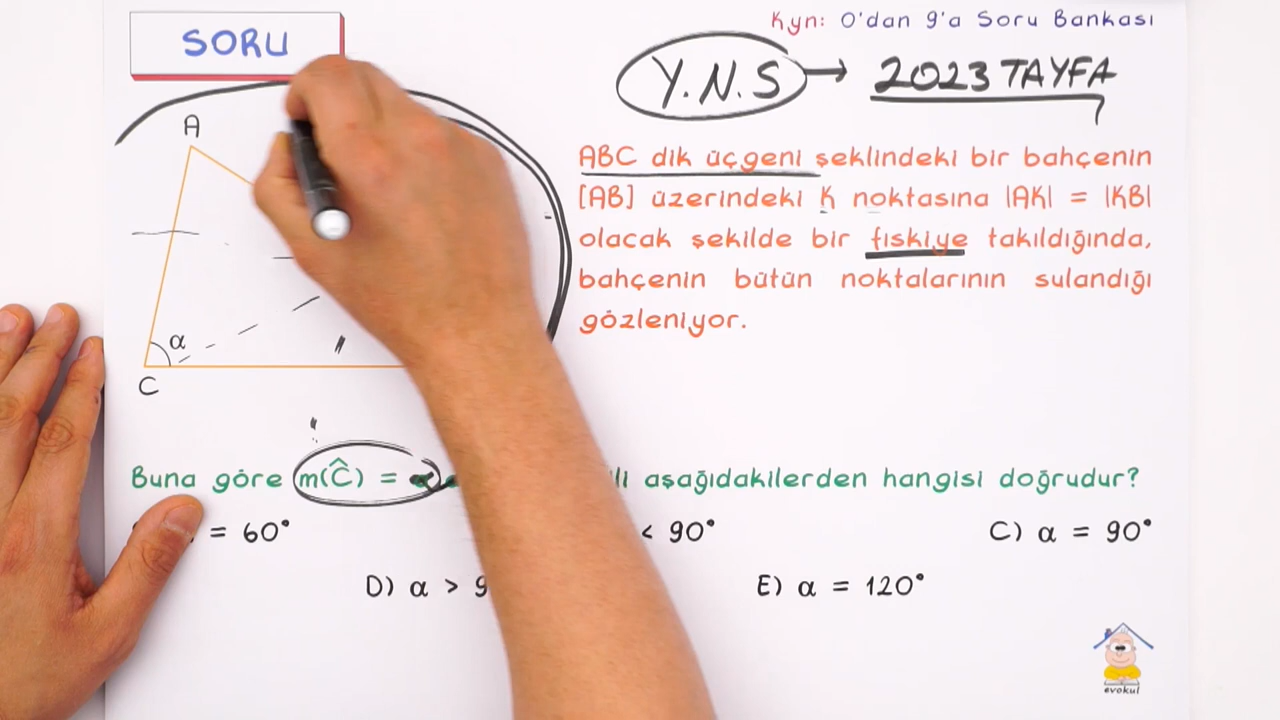 SORU
Kyn: 0'dan 9'a Soru Bankası
Y.N.S → 2023 TAYFA
A
ABC dik üçgeni şeklindeki bir bahçenin
[AB] üzerindeki K noktasına |AK| = |KB|
olacak şekilde bir fıskiye takıldığında,
bahçenin bütün noktalarının sulandığı
gözleniyor.
α
C
Buna göre m(Ĉ) = α aşağıdakilerden hangisi doğrudur?
= 60° < 90° C) α = 90°
D) α > E) α = 120°
evokul